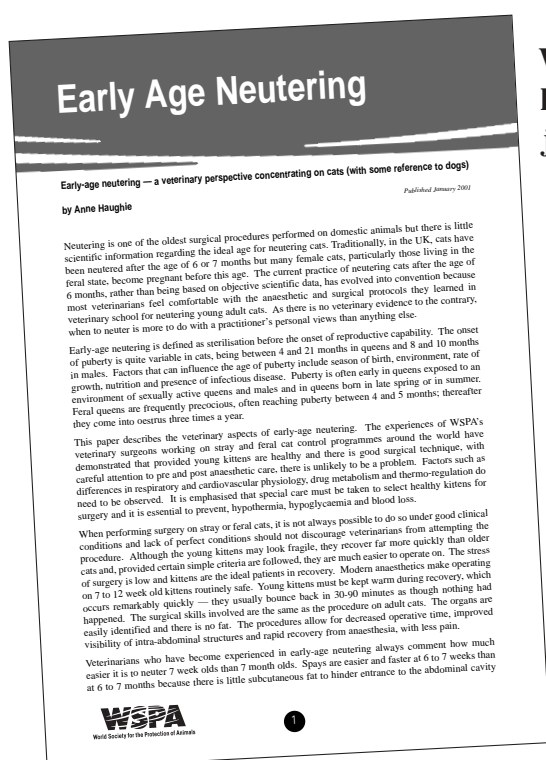 Early Age Neutering
Early-age neutering — a veterinary perspective concentrating on cats (with some reference to dogs)
Published January 2001
by Anne Haughie
Neutering is one of the oldest surgical procedures performed on domestic animals but there is little
scientific information regarding the ideal age for neutering cats. Traditionally, in the UK, cats have
been neutered after the age of 6 or 7 months but many female cats, particularly those living in the
feral state, become pregnant before this age. The current practice of neutering cats after the age of
6 months, rather than being based on objective scientific data, has evolved into convention because
most veterinarians feel comfortable with the anaesthetic and surgical protocols they learned in
veterinary school for neutering young adult cats. As there is no veterinary evidence to the contrary,
when to neuter is more to do with a practitioner's personal views than anything else.
Early-age neutering is defined as sterilisation before the onset of reproductive capability. The onset
of puberty is quite variable in cats, being between 4 and 21 months in queens and 8 and 10 months
in males. Factors that can influence the age of puberty include season of birth, environment, rate of
growth, nutrition and presence of infectious disease. Puberty is often early in queens exposed to an
environment of sexually active queens and males and in queens born in late spring or in summer.
Feral queens are frequently precocious, often reaching puberty between 4 and 5 months; thereafter
they come into oestrus three times a year.
This paper describes the veterinary aspects of early-age neutering. The experiences of WSPA's
veterinary surgeons working on stray and feral cat control programmes around the world have
demonstrated that provided young kittens are healthy and there is good surgical technique, with
careful attention to pre and post anaesthetic care, there is unlikely to be a problem. Factors such as
differences in respiratory and cardiovascular physiology, drug metabolism and thermo-regulation do
need to be observed. It is emphasised that special care must be taken to select healthy kittens for
surgery and it is essential to prevent, hypothermia, hypoglycaemia and blood loss.
When performing surgery on stray or feral cats, it is not always possible to do so under good clinical
conditions and lack of perfect conditions should not discourage veterinarians from attempting the
procedure. Although the young kittens may look fragile, they recover far more quickly than older
cats and, provided certain simple criteria are followed, they are much easier to operate on. The stress
of surgery is low and kittens are the ideal patients in recovery. Modern anaesthetics make operating
on 7 to 12 week old kittens routinely safe. Young kittens must be kept warm during recovery, which
occurs remarkably quickly — they usually bounce back in 30-90 minutes as though nothing had
happened. The surgical skills involved are the same as the procedure on adult cats. The organs are
easily identified and there is no fat. The procedures allow for decreased operative time, improved
visibility of intra-abdominal structures and rapid recovery from anaesthesia, with less pain.
Veterinarians who have become experienced in early-age neutering always comment how much
easier it is to neuter 7 week olds than 7 month olds. Spays are easier and faster at 6 to 7 weeks than
at 6 to 7 months because there is little subcutaneous fat to hinder entrance to the abdominal cavity
WSPA
World Society for the Protection of Animals
1